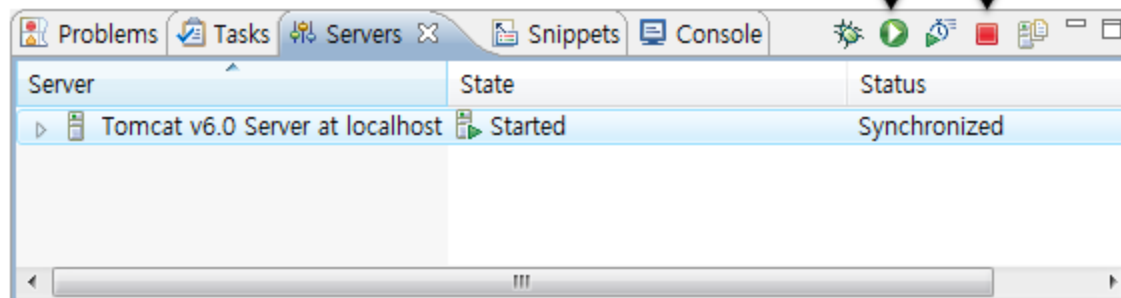 Problems Tasks Servers Snippets Console
Server State Status
Tomcat v6.0 Server at localhost Started Synchronized